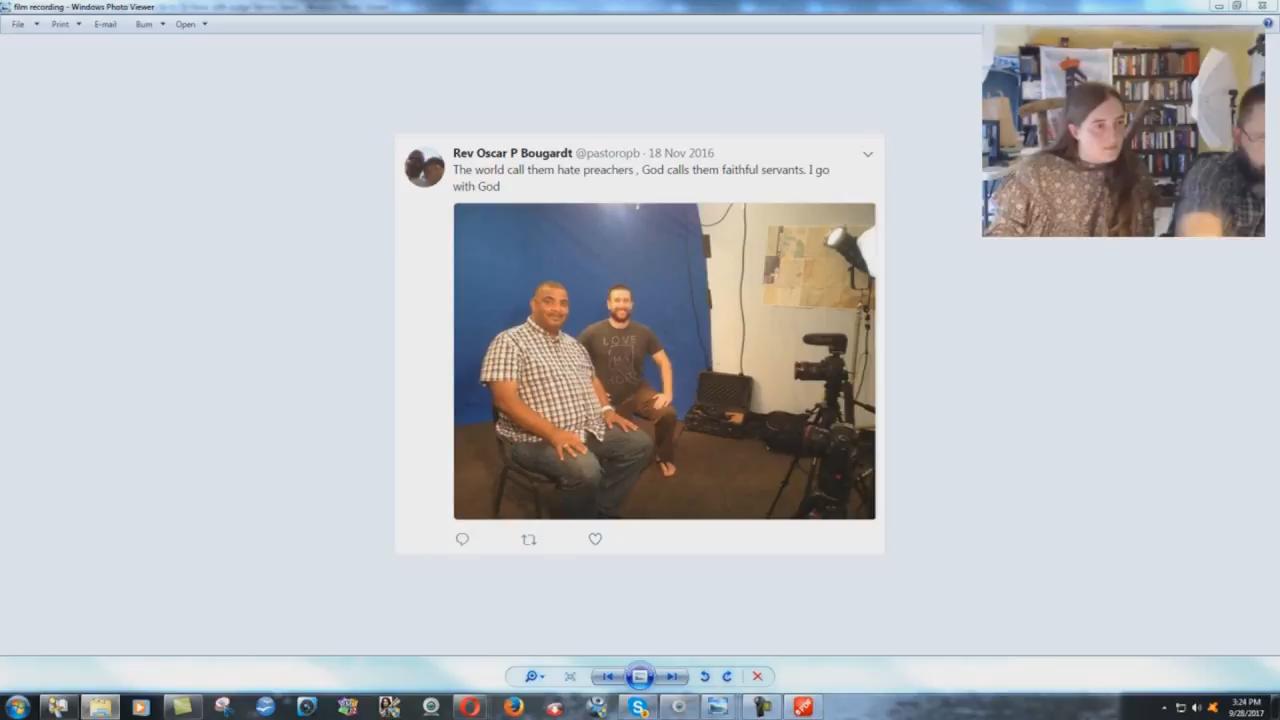 film recording - Windows Photo Viewer
File Print E-mail Burn Open
Rev Oscar P Bougardt @pastoropb · 18 Nov 2016
The world call them hate preachers , God calls them faithful servants. I go
with God
LOVE
MY
3:24 PM
9/28/2017